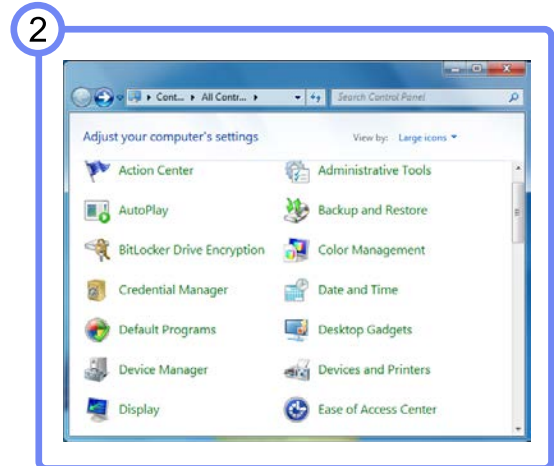 2
Cont... All Contr...
Search Control Panel
Adjust your computer's settings
View by: Large icons
Action Center
Administrative Tools
AutoPlay
Backup and Restore
BitLocker Drive Encryption
Color Management
Credential Manager
Date and Time
Default Programs
Desktop Gadgets
Device Manager
Devices and Printers
Display
Ease of Access Center